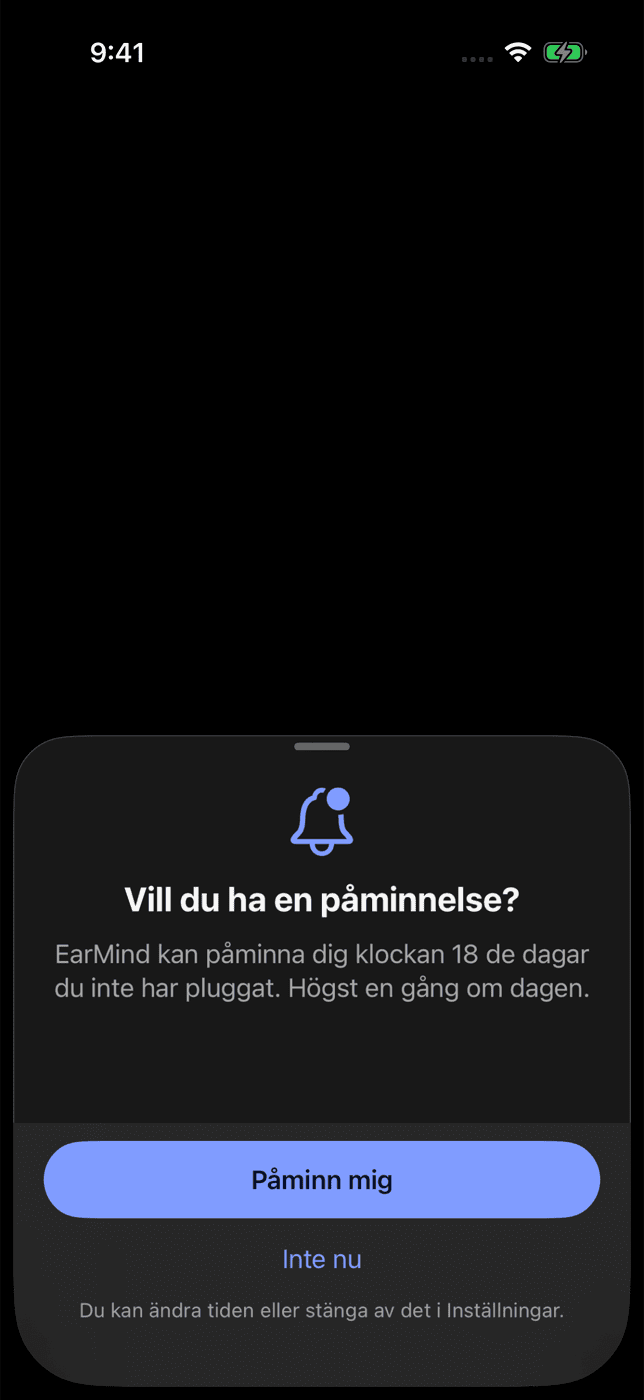 9:41
Vill du ha en påminnelse?
EarMind kan påminna dig klockan 18 de dagar
du inte har pluggat. Högst en gång om dagen.
Påminn mig
Inte nu
Du kan ändra tiden eller stänga av det i Inställningar.